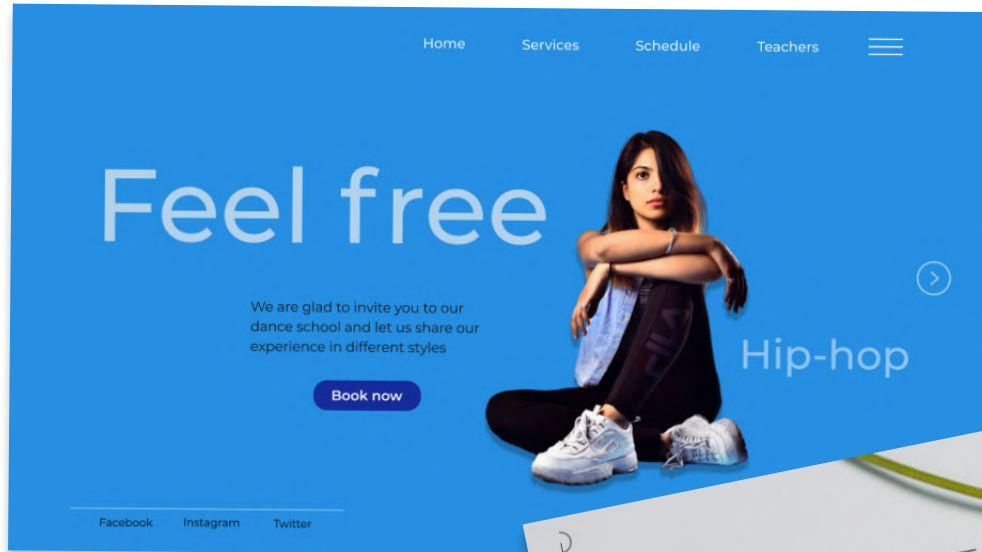 Home Services Schedule Teachers
Feel free
We are glad to invite you to our
dance school and let us share our
experience in different styles
Book now
FILA
Hip-hop
Facebook Instagram Twitter